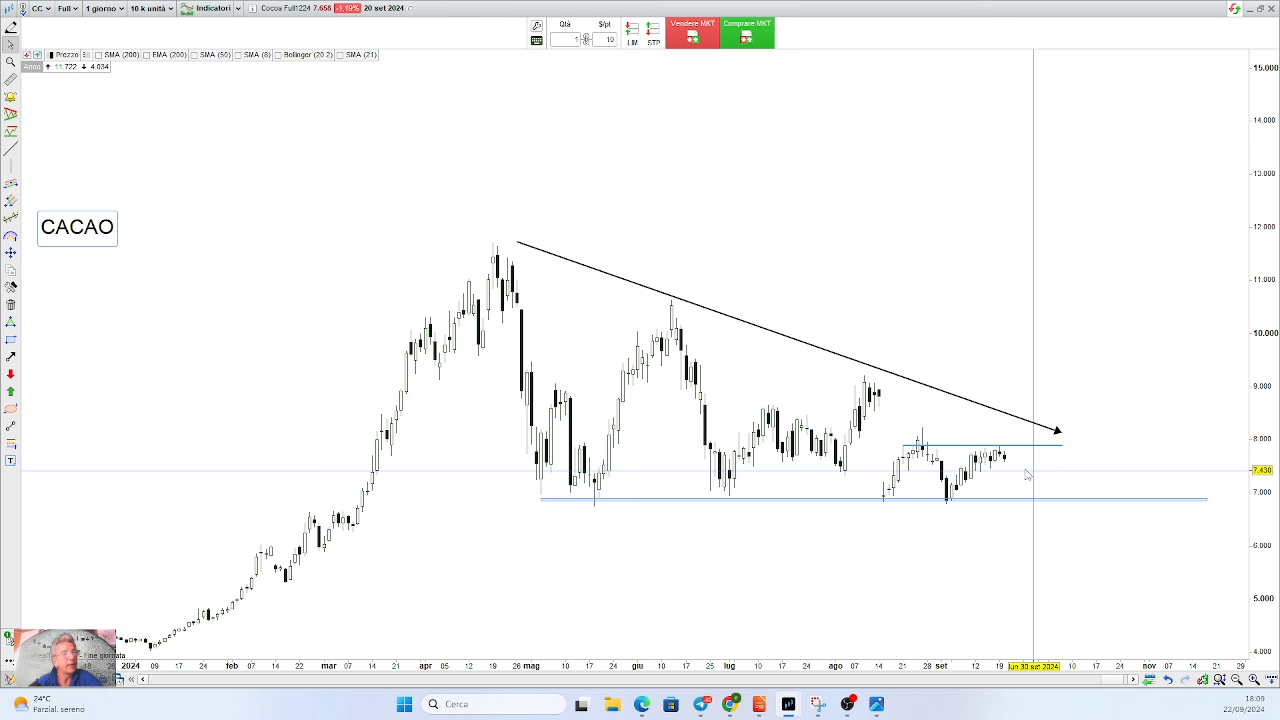 CC Full 1 giorno 10 k unità Indicatori Cocoa Full1224 7.658 -1,19% 20 set 2024
Qtà $/pt Vendere MKT Comprare MKT
1 10 LIM STP
Prezzo SMA (200) EMA (200) SMA (50) SMA (8) Bollinger (20 2) SMA (21)
Anno 11.722 4.034
15.000
14.000
13.000
12.000
CACAO
11.000
10.000
9.000
8.000
7.430
7.000
6.000
5.000
4.000
Fine giornata
2024 09 17 24 feb 07 14 21 mar 07 14 21 apr 05 12 19 26 mag 10 17 24 giu 10 17 25 lug 10 17 24 ago 07 14 21 28 set 12 19 lun 30 set 2024 10 17 24 nov 07 14 21 29
24°C
Parzial. sereno
Cerca
18:09
22/09/2024